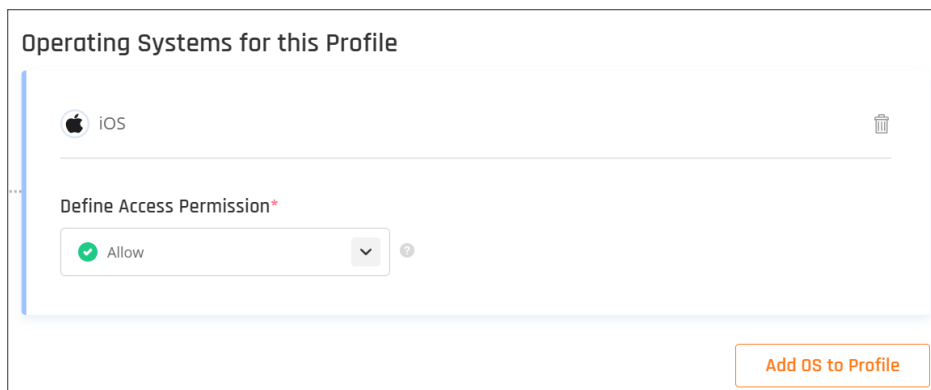 Operating Systems for this Profile
iOS
Define Access Permission*
Allow
?
Add OS to Profile